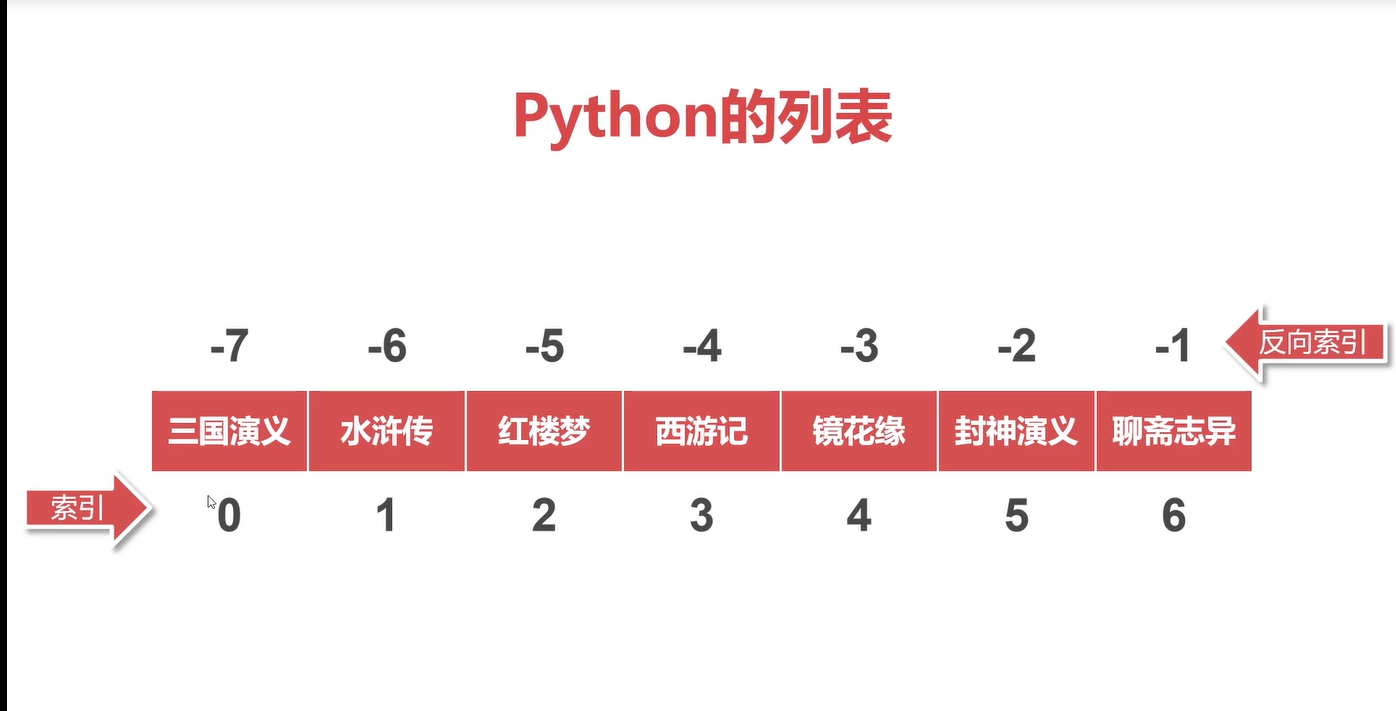 Python的列表
-7 -6 -5 -4 -3 -2 -1 反向索引
三国演义 水浒传 红楼梦 西游记 镜花缘 封神演义 聊斋志异
索引 0 1 2 3 4 5 6